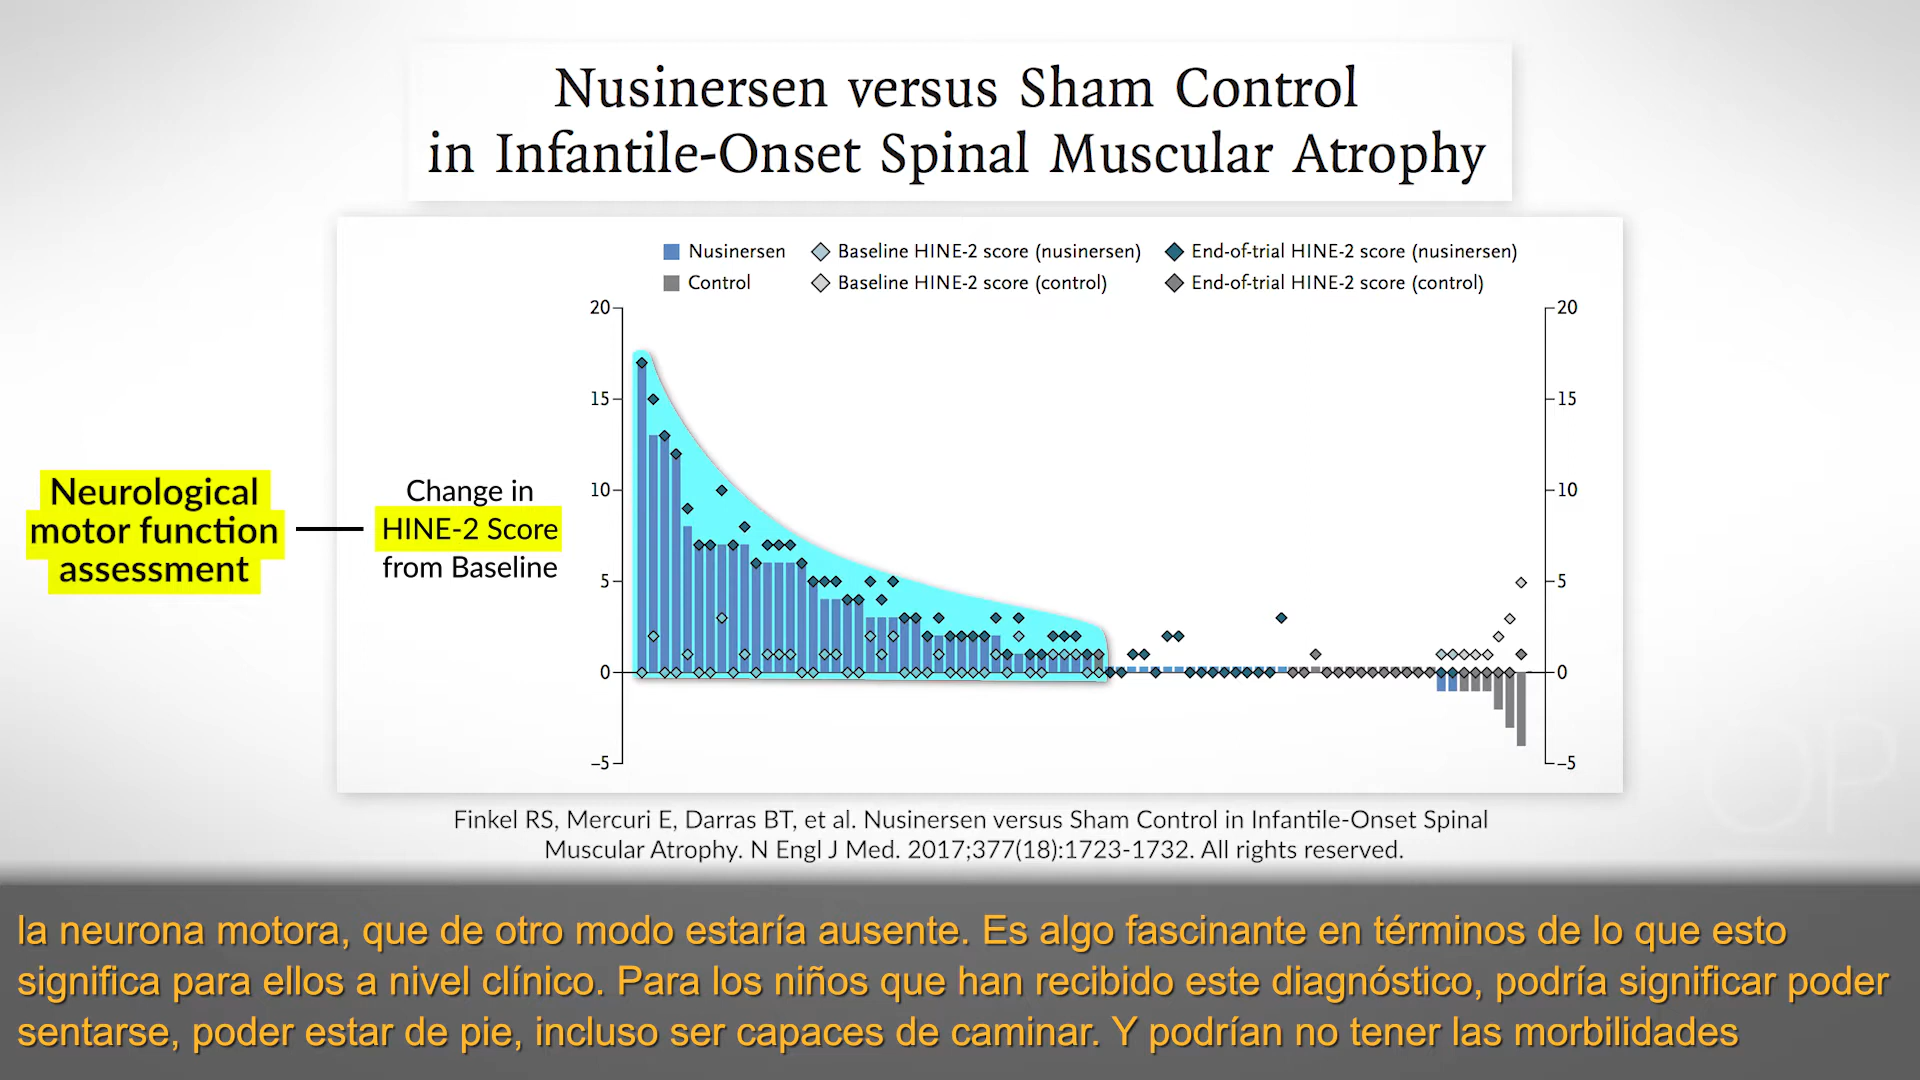 Nusinersen versus Sham Control
in Infantile-Onset Spinal Muscular Atrophy
Nusinersen
Baseline HINE-2 score (nusinersen)
End-of-trial HINE-2 score (nusinersen)
Control
Baseline HINE-2 score (control)
End-of-trial HINE-2 score (control)
20
15
10
5
0
–5
20
15
10
5
0
–5
Neurological
motor function
assessment
Change in
HINE-2 Score
from Baseline
Finkel RS, Mercuri E, Darras BT, et al. Nusinersen versus Sham Control in Infantile-Onset Spinal
Muscular Atrophy. N Engl J Med. 2017;377(18):1723-1732. All rights reserved.
OP
la neurona motora, que de otro modo estaría ausente. Es algo fascinante en términos de lo que esto
significa para ellos a nivel clínico. Para los niños que han recibido este diagnóstico, podría significar poder
sentarse, poder estar de pie, incluso ser capaces de caminar. Y podrían no tener las morbilidades